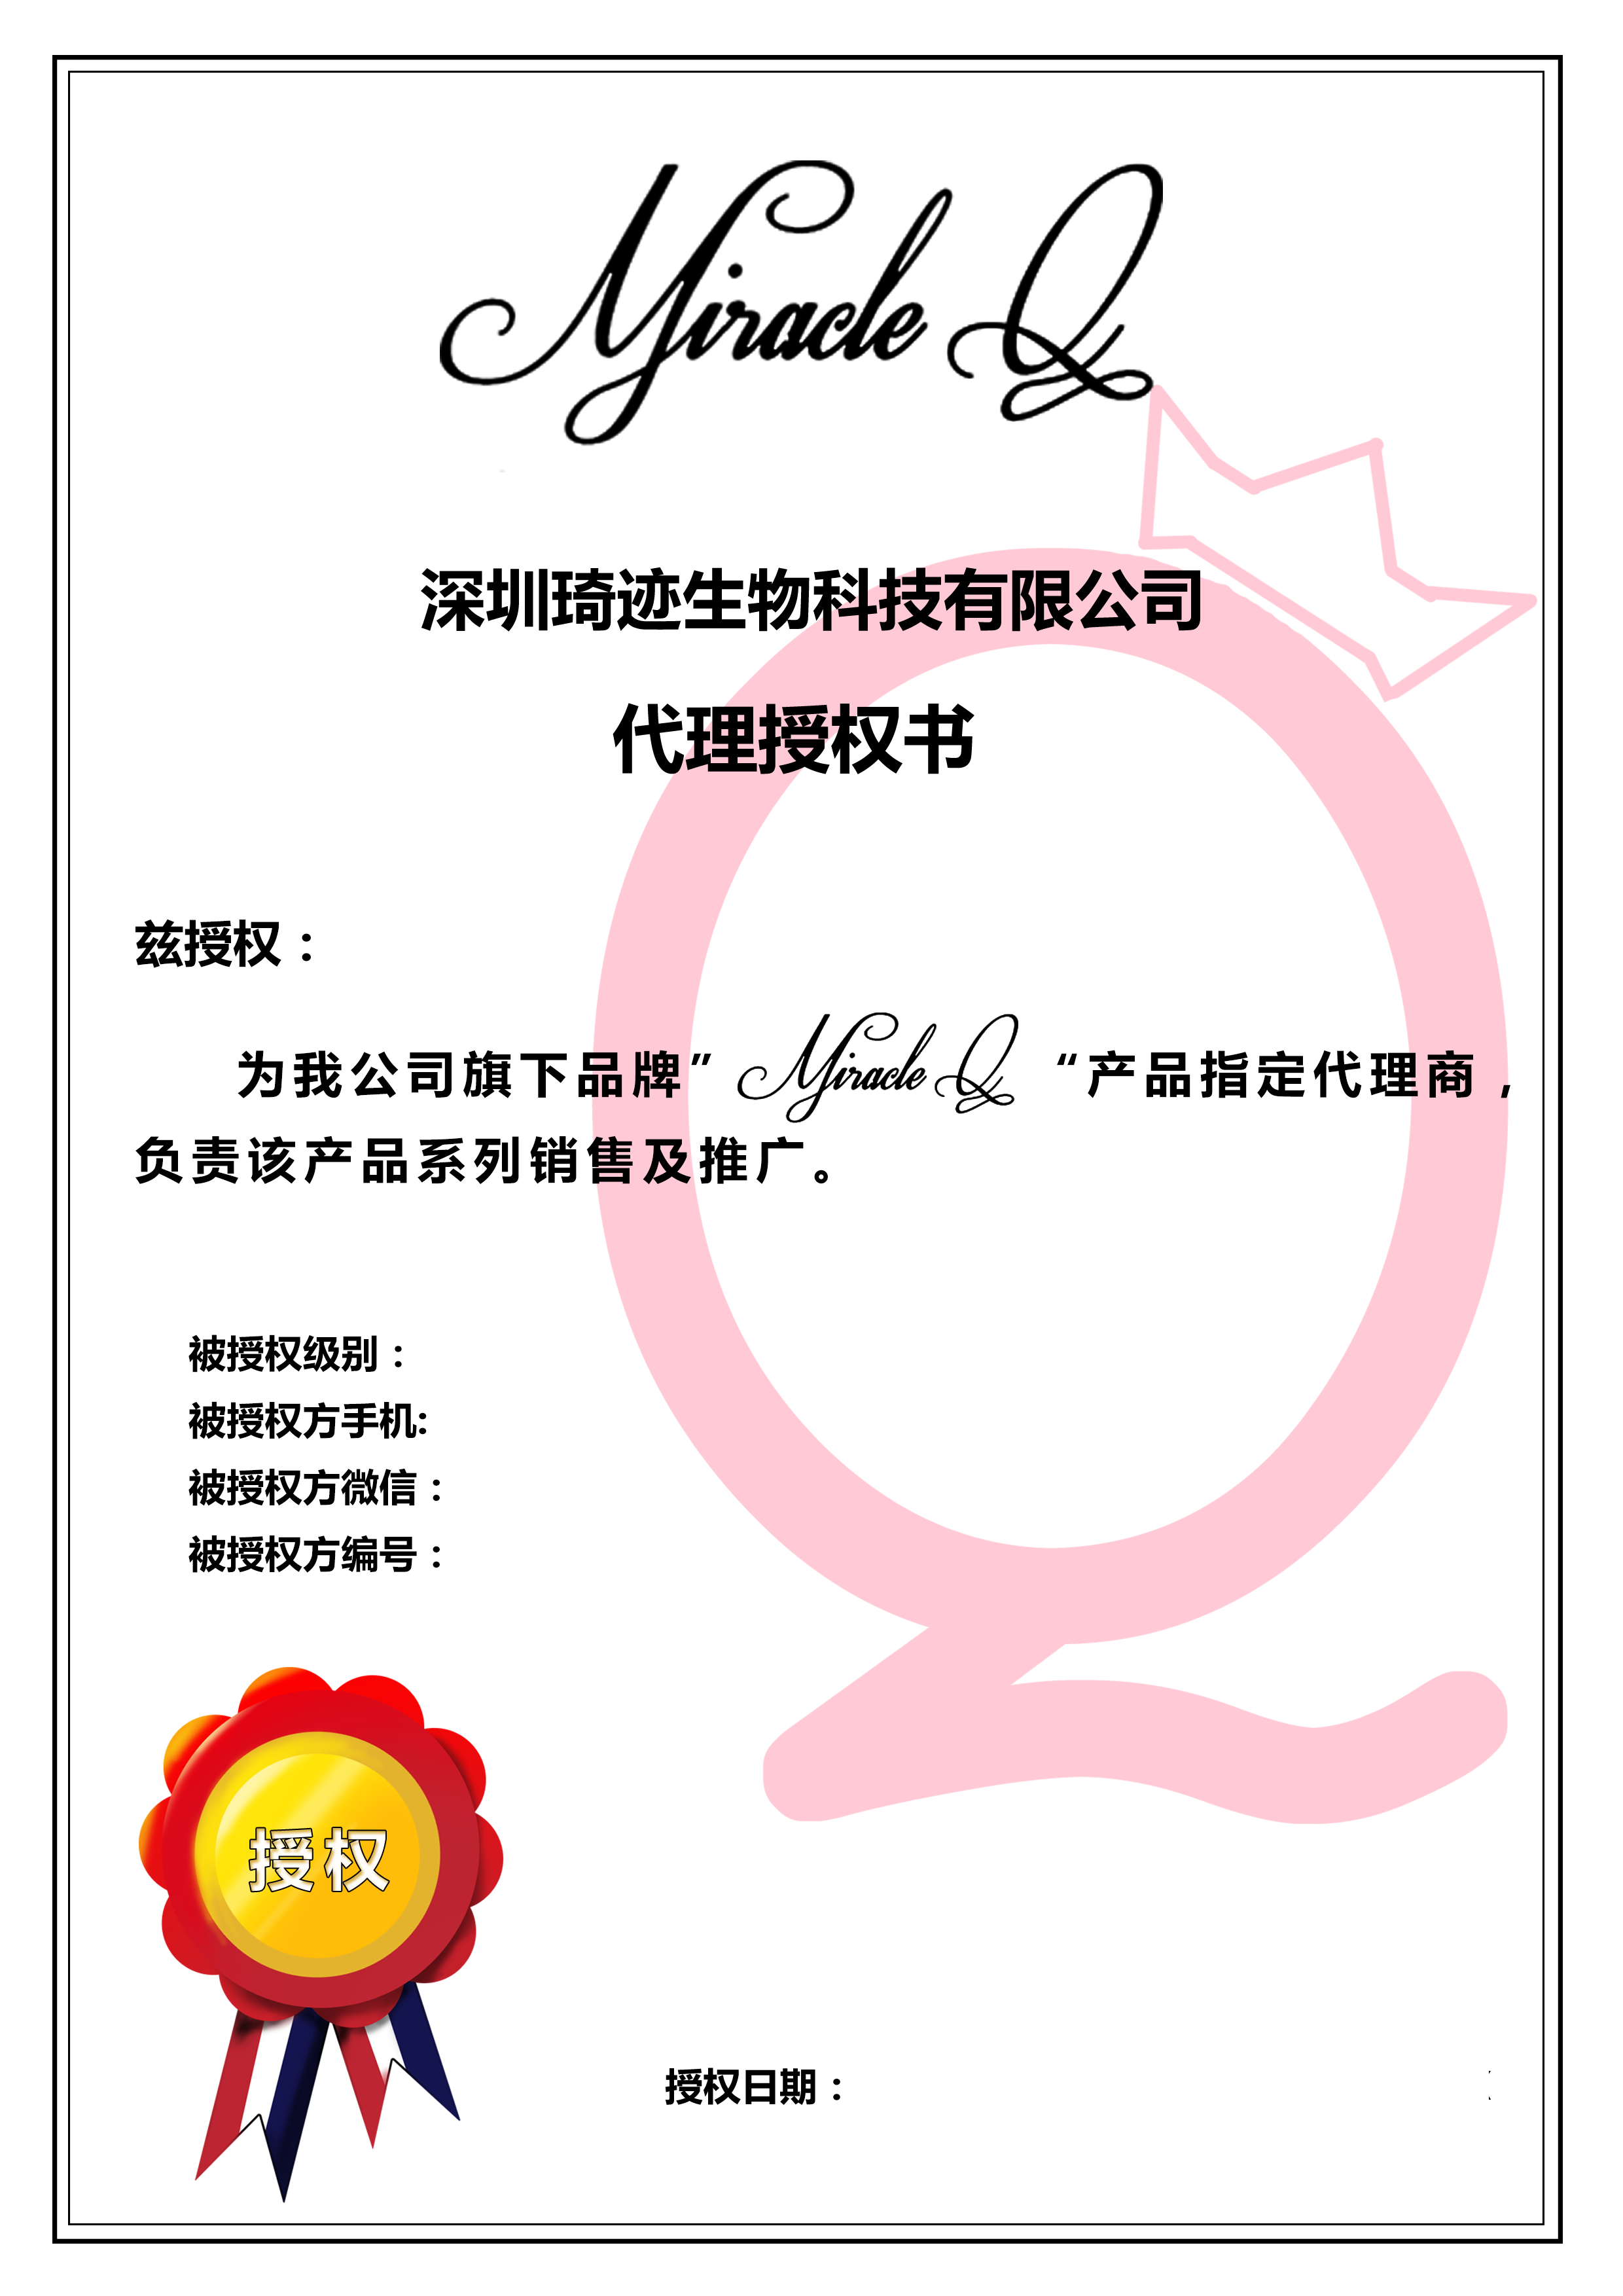 Miracle Q
深圳琦迹生物科技有限公司
代理授权书
兹授权：
为我公司旗下品牌”Miracle Q“产品指定代理商，
负责该产品系列销售及推广。
被授权级别：
被授权方手机:
被授权方微信：
被授权方编号：
授权
授权日期：